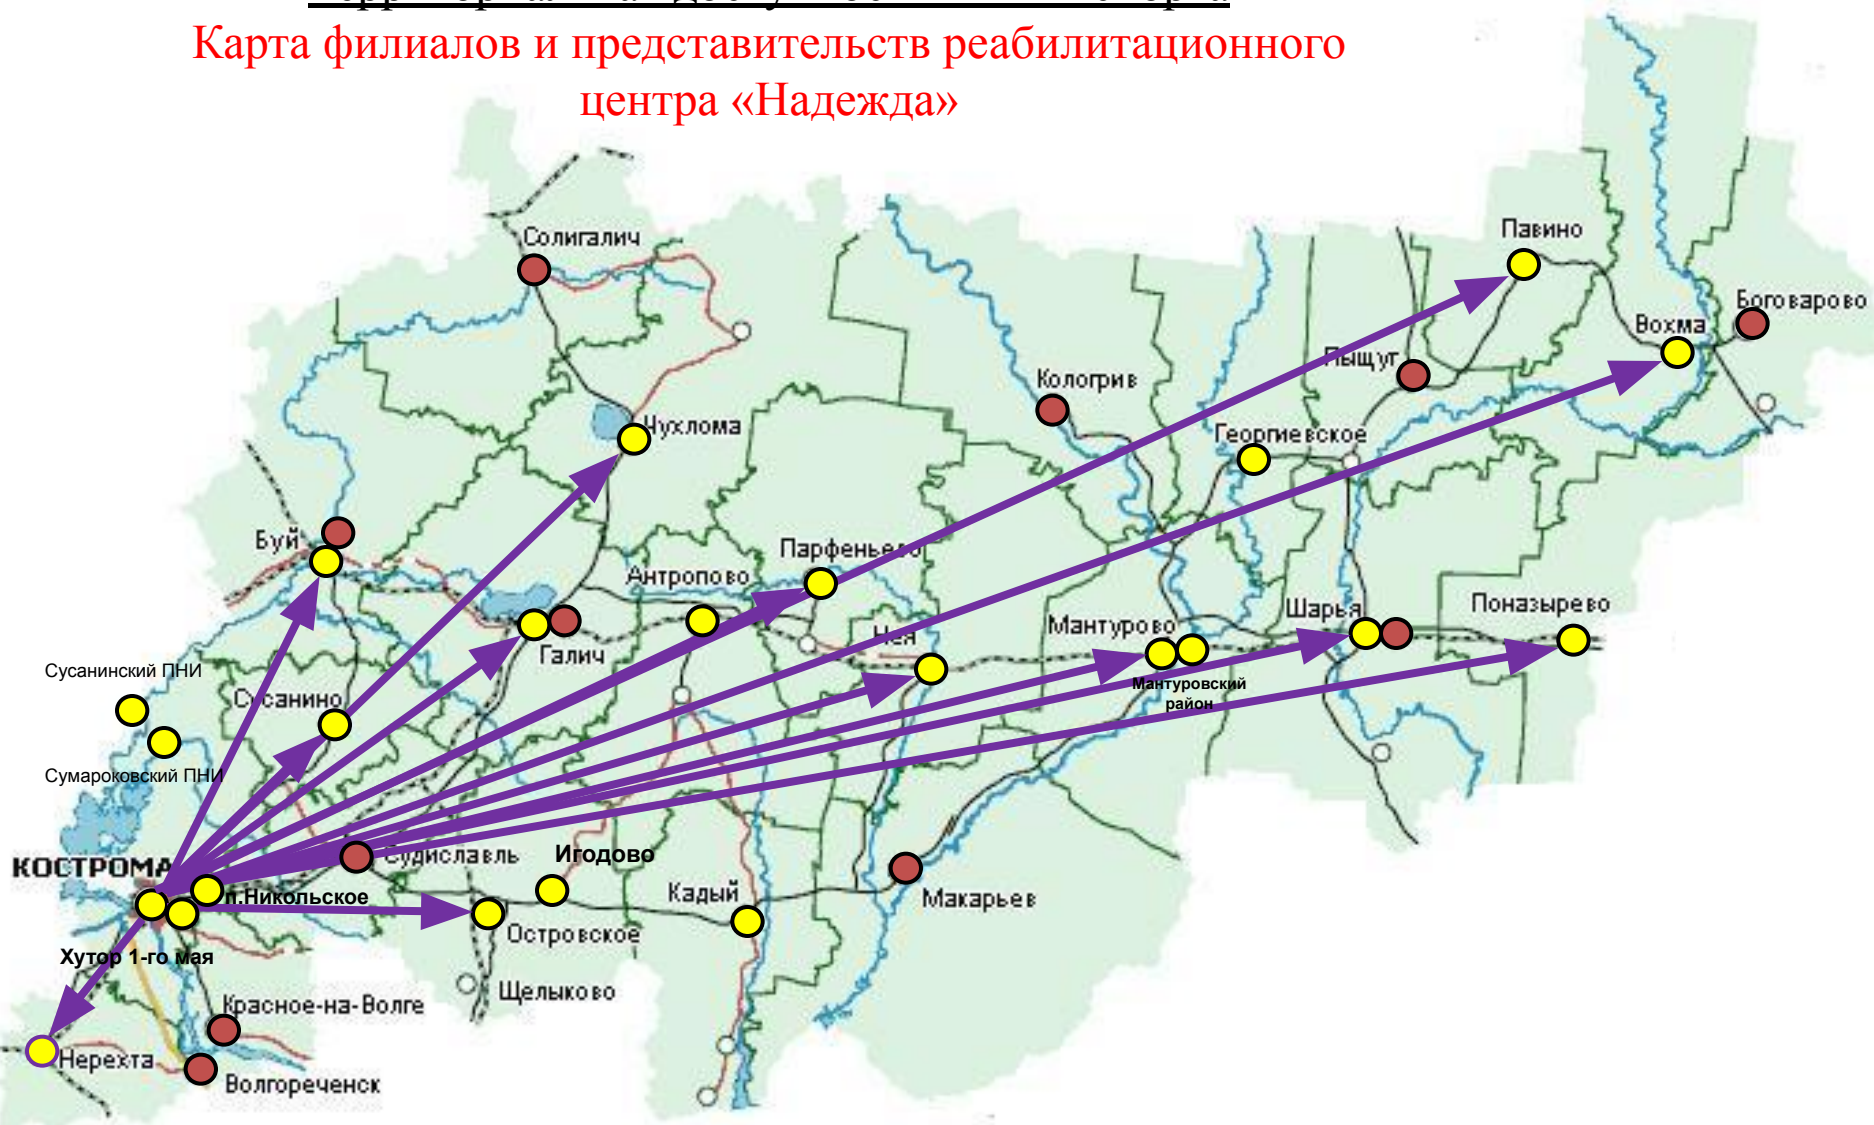 Карта филиалов и представительств реабилитационного
центра «Надежда»
Солигалич
Павино
Боговарово
Вохма
Пыщуг
Кологрив
Чухлома
Георгиевское
Буй
Парфеньево
Антропово
Шарья
Поназырево
Мантурово
Нея
Галич
Сусанинский ПНИ
Мантуровский
район
Сусанино
Сумароковский ПНИ
КОСТРОМА
Судиславль
Игодово
п.Никольское
Кадый
Макарьев
Островское
Хутор 1-го мая
Щелыково
Красное-на-Волге
Нерехта
Волгореченск